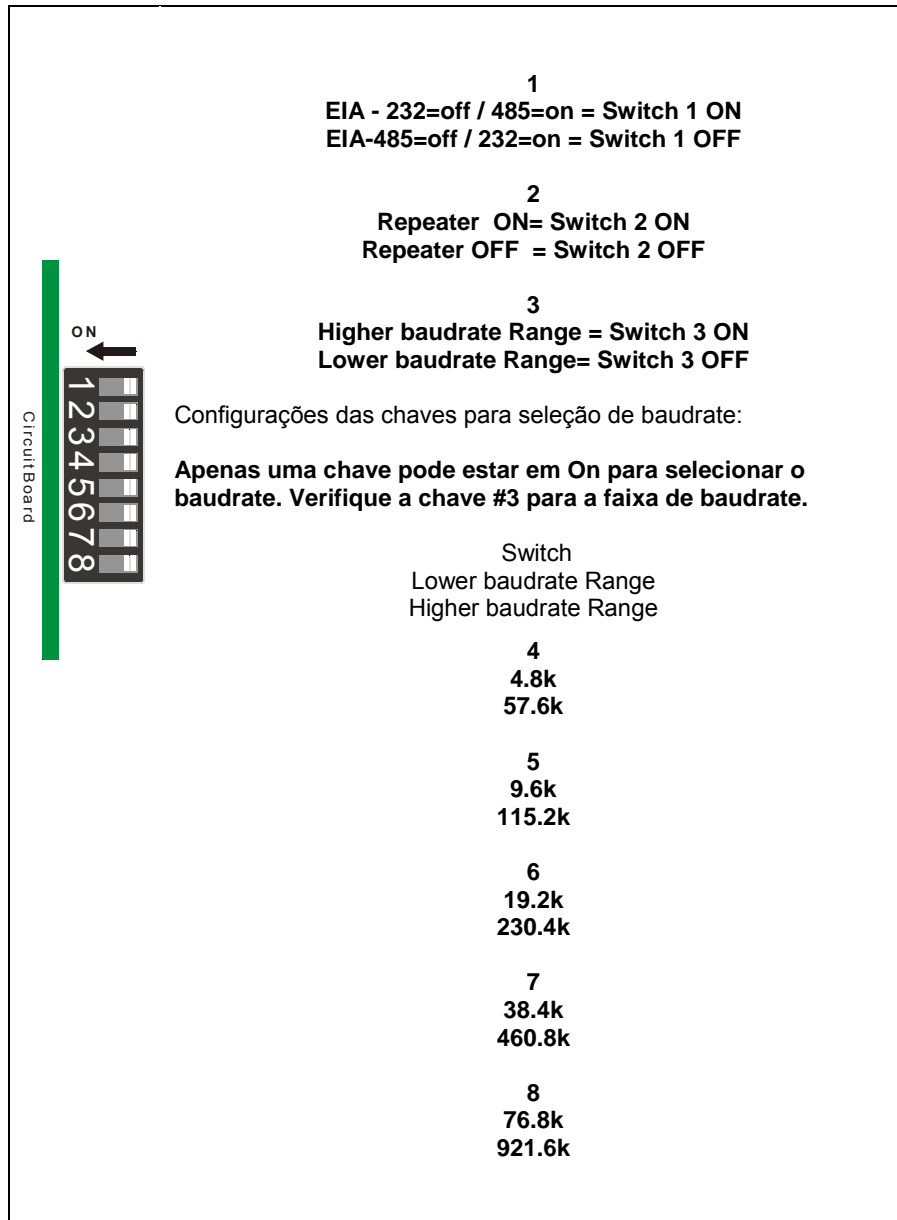 1
EIA - 232=off / 485=on = Switch 1 ON
EIA-485=off / 232=on = Switch 1 OFF
2
Repeater ON= Switch 2 ON
Repeater OFF = Switch 2 OFF
3
Higher baudrate Range = Switch 3 ON
Lower baudrate Range= Switch 3 OFF
ON
1
2
3
4
5
6
7
8
CircuitBoard
Configurações das chaves para seleção de baudrate:
Apenas uma chave pode estar em On para selecionar o
baudrate. Verifique a chave #3 para a faixa de baudrate.
Switch
Lower baudrate Range
Higher baudrate Range
4
4.8k
57.6k
5
9.6k
115.2k
6
19.2k
230.4k
7
38.4k
460.8k
8
76.8k
921.6k